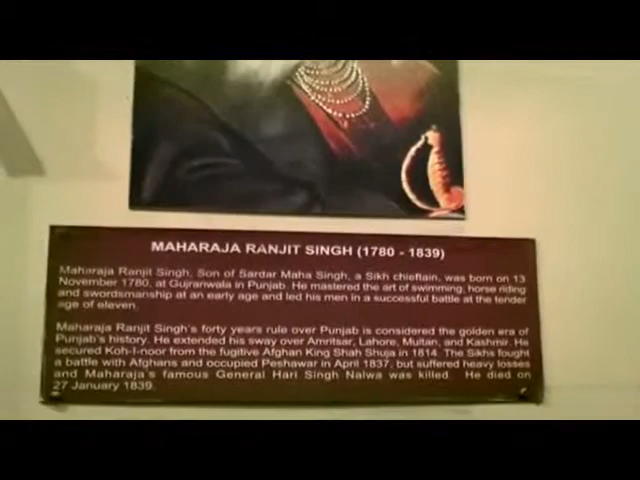 MAHARAJA RANJIT SINGH (1780 - 1839)
Maharaja Ranjit Singh, Son of Sardar Maha Singh, a Sikh chieftain, was born on 13
November 1780, at Gujranwala in Punjab. He mastered the art of swimming, horse riding
and swordsmanship at an early age and led his men in a successful battle at the tender
age of eleven.
Maharaja Ranjit Singh's forty years rule over Punjab is considered the golden era of
Punjab's history. He extended his sway over Amritsar, Lahore, Multan, and Kashmir. He
secured Koh-I-noor from the fugitive Afghan King Shah Shuja in 1814. The Sikhs fought
a battle with Afghans and occupied Peshawar in April 1837, but suffered heavy losses
and Maharaja's famous General Hari Singh Nalwa was killed. He died on
27 January 1839.